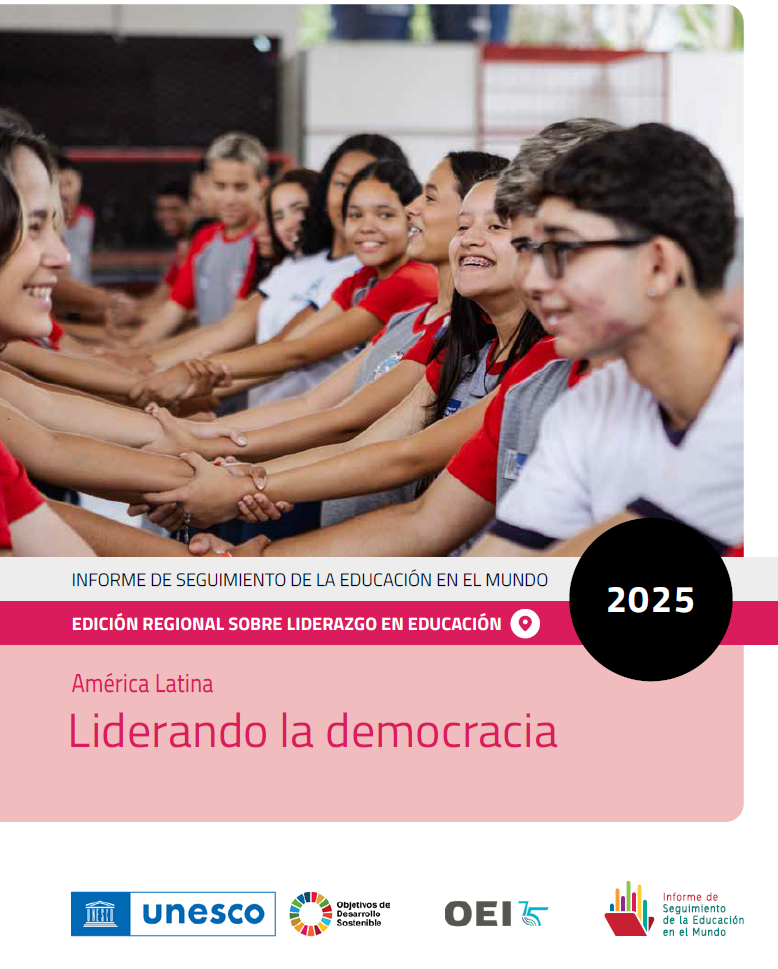 INFORME DE SEGUIMIENTO DE LA EDUCACIÓN EN EL MUNDO
2025
EDICIÓN REGIONAL SOBRE LIDERAZGO EN EDUCACIÓN
América Latina
Liderando la democracia
unesco
Objetivos de
Desarrollo
Sostenible
OEI 75
Informe de
Seguimiento
de la Educación
en el Mundo